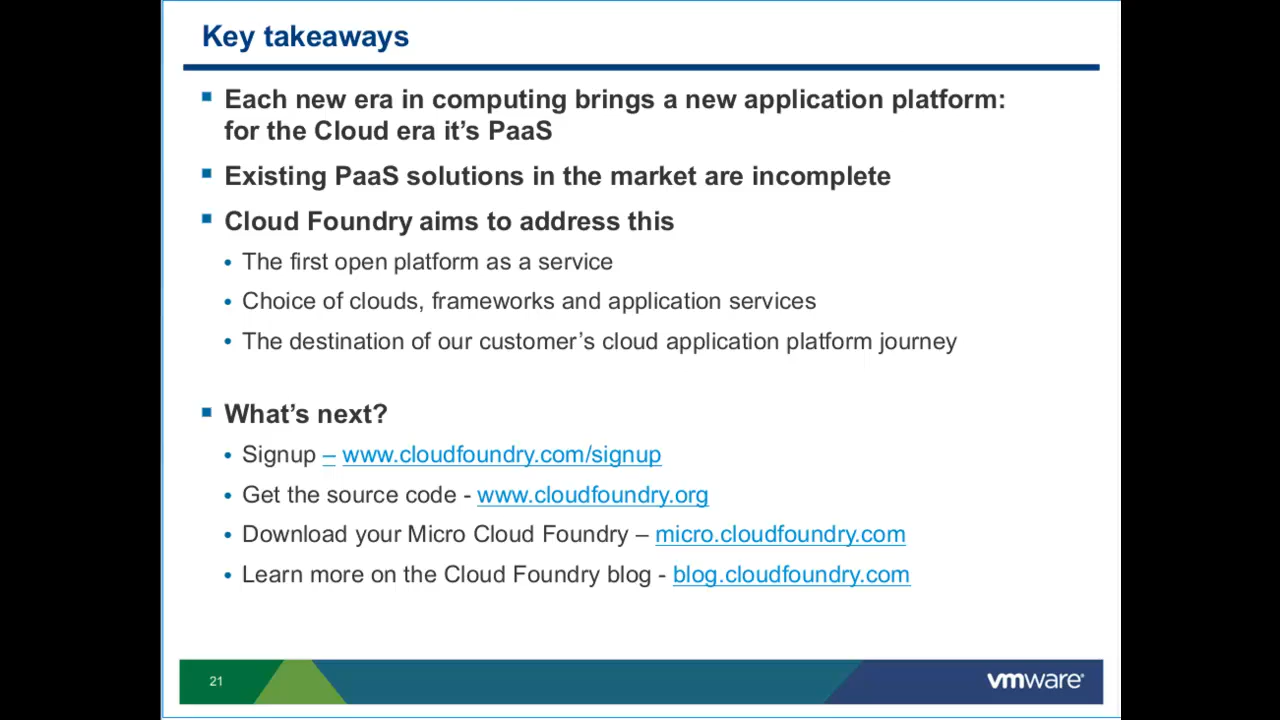 Key takeaways
Each new era in computing brings a new application platform:
for the Cloud era it’s PaaS
Existing PaaS solutions in the market are incomplete
Cloud Foundry aims to address this
The first open platform as a service
Choice of clouds, frameworks and application services
The destination of our customer’s cloud application platform journey
What’s next?
Signup – www.cloudfoundry.com/signup
Get the source code - www.cloudfoundry.org
Download your Micro Cloud Foundry – micro.cloudfoundry.com
Learn more on the Cloud Foundry blog - blog.cloudfoundry.com
21
vmware®